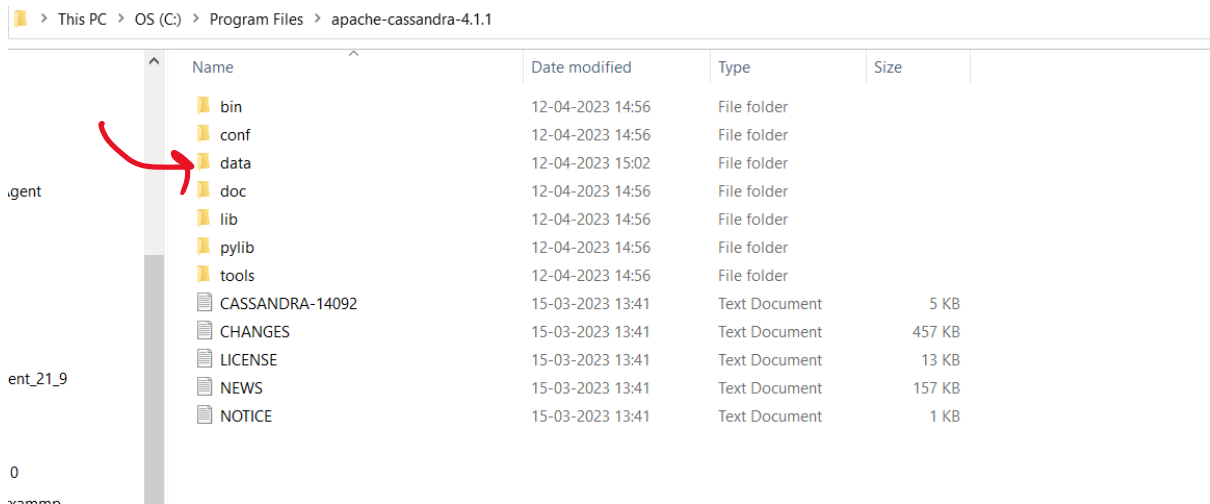 This PC > OS (C:) > Program Files > apache-cassandra-4.1.1
Name Date modified Type Size
bin 12-04-2023 14:56 File folder
conf 12-04-2023 14:56 File folder
data 12-04-2023 15:02 File folder
doc 12-04-2023 14:56 File folder
lib 12-04-2023 14:56 File folder
pylib 12-04-2023 14:56 File folder
tools 12-04-2023 14:56 File folder
CASSANDRA-14092 15-03-2023 13:41 Text Document 5 KB
CHANGES 15-03-2023 13:41 Text Document 457 KB
LICENSE 15-03-2023 13:41 Text Document 13 KB
NEWS 15-03-2023 13:41 Text Document 157 KB
NOTICE 15-03-2023 13:41 Text Document 1 KB
gent
ent_21_9
0